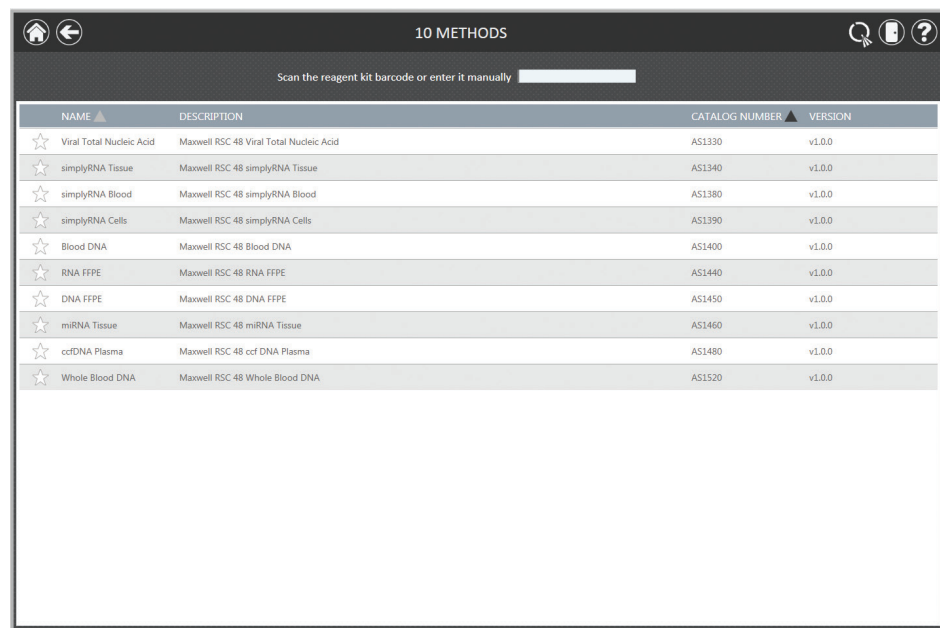 10 METHODS
?
Scan the reagent kit barcode or enter it manually
NAME DESCRIPTION CATALOG NUMBER VERSION
Viral Total Nucleic Acid Maxwell RSC 48 Viral Total Nucleic Acid AS1330 v1.0.0
simplyRNA Tissue Maxwell RSC 48 simplyRNA Tissue AS1340 v1.0.0
simplyRNA Blood Maxwell RSC 48 simplyRNA Blood AS1380 v1.0.0
simplyRNA Cells Maxwell RSC 48 simplyRNA Cells AS1390 v1.0.0
Blood DNA Maxwell RSC 48 Blood DNA AS1400 v1.0.0
RNA FFPE Maxwell RSC 48 RNA FFPE AS1440 v1.0.0
DNA FFPE Maxwell RSC 48 DNA FFPE AS1450 v1.0.0
miRNA Tissue Maxwell RSC 48 miRNA Tissue AS1460 v1.0.0
ccfDNA Plasma Maxwell RSC 48 ccf DNA Plasma AS1480 v1.0.0
Whole Blood DNA Maxwell RSC 48 Whole Blood DNA AS1520 v1.0.0